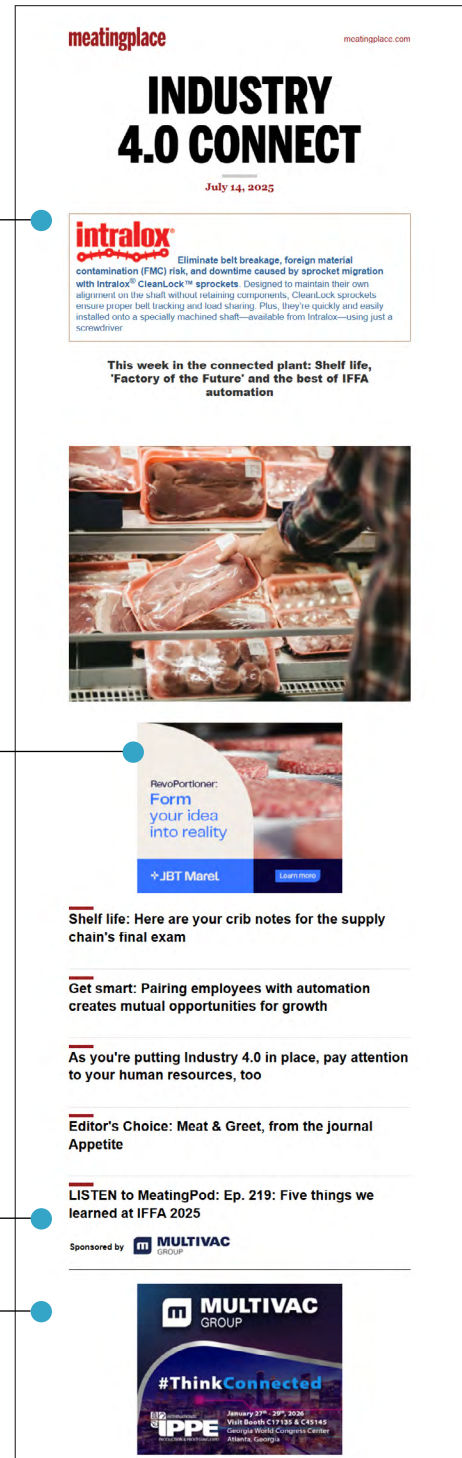 meatingplace
meatingplace.com
INDUSTRY
4.0 CONNECT
July 14, 2025
intralox®
Eliminate belt breakage, foreign material
contamination (FMC) risk, and downtime caused by sprocket migration
with Intralox® CleanLock™ sprockets. Designed to maintain their own
alignment on the shaft without retaining components, CleanLock sprockets
ensure proper belt tracking and load sharing. Plus, they're quickly and easily
installed onto a specially machined shaft—available from Intralox—using just a
screwdriver
This week in the connected plant: Shelf life,
'Factory of the Future' and the best of IFFA
automation
RevoPortioner:
Form
your idea
into reality
JBT Marel
Learn more
Shelf life: Here are your crib notes for the supply
chain's final exam
Get smart: Pairing employees with automation
creates mutual opportunities for growth
As you're putting Industry 4.0 in place, pay attention
to your human resources, too
Editor's Choice: Meat & Greet, from the journal
Appetite
LISTEN to MeatingPod: Ep. 219: Five things we
learned at IFFA 2025
Sponsored by MULTIVAC
GROUP
MULTIVAC
GROUP
#ThinkConnected
INTERNATIONAL
IPPE
PRODUCTION & PROCESSING EXPO
January 27th - 29th, 2026
Visit Booth C17135 & C45145
Georgia World Congress Center
Atlanta, Georgia